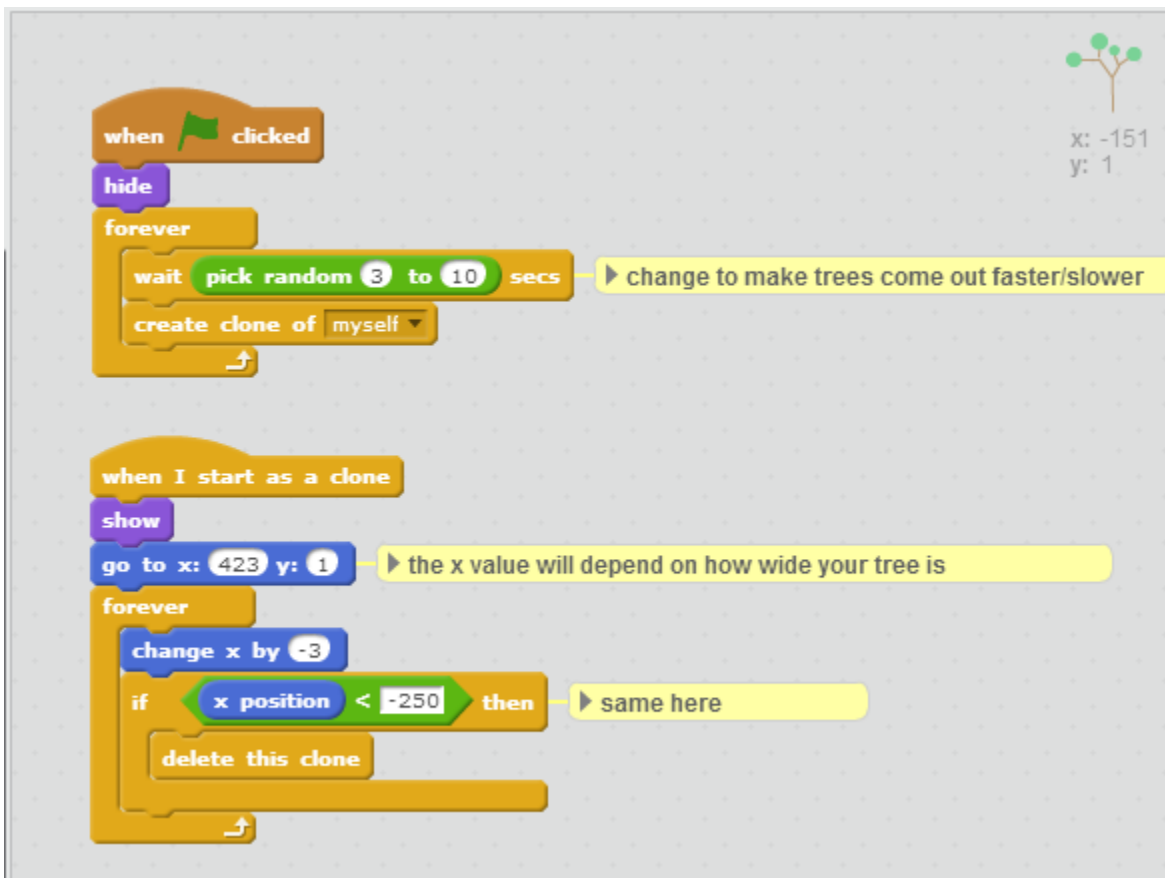 when clicked
x: -151
y: 1
hide
forever
wait pick random 3 to 10 secs
change to make trees come out faster/slower
create clone of myself
when I start as a clone
show
go to x: 423 y: 1
the x value will depend on how wide your tree is
forever
change x by -3
if x position < -250 then
same here
delete this clone